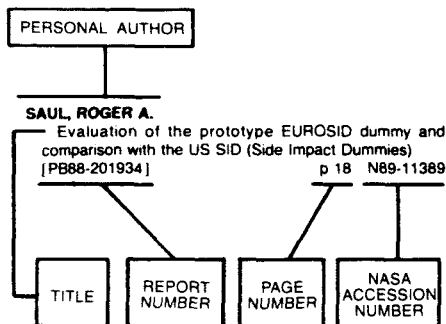 PERSONAL AUTHOR
SAUL, ROGER A.
Evaluation of the prototype EUROSID dummy and
comparison with the US SID (Side Impact Dummies)
[PB88-201934] p 18 N89-11389
TITLE
REPORT
NUMBER
PAGE
NUMBER
NASA
ACCESSION
NUMBER